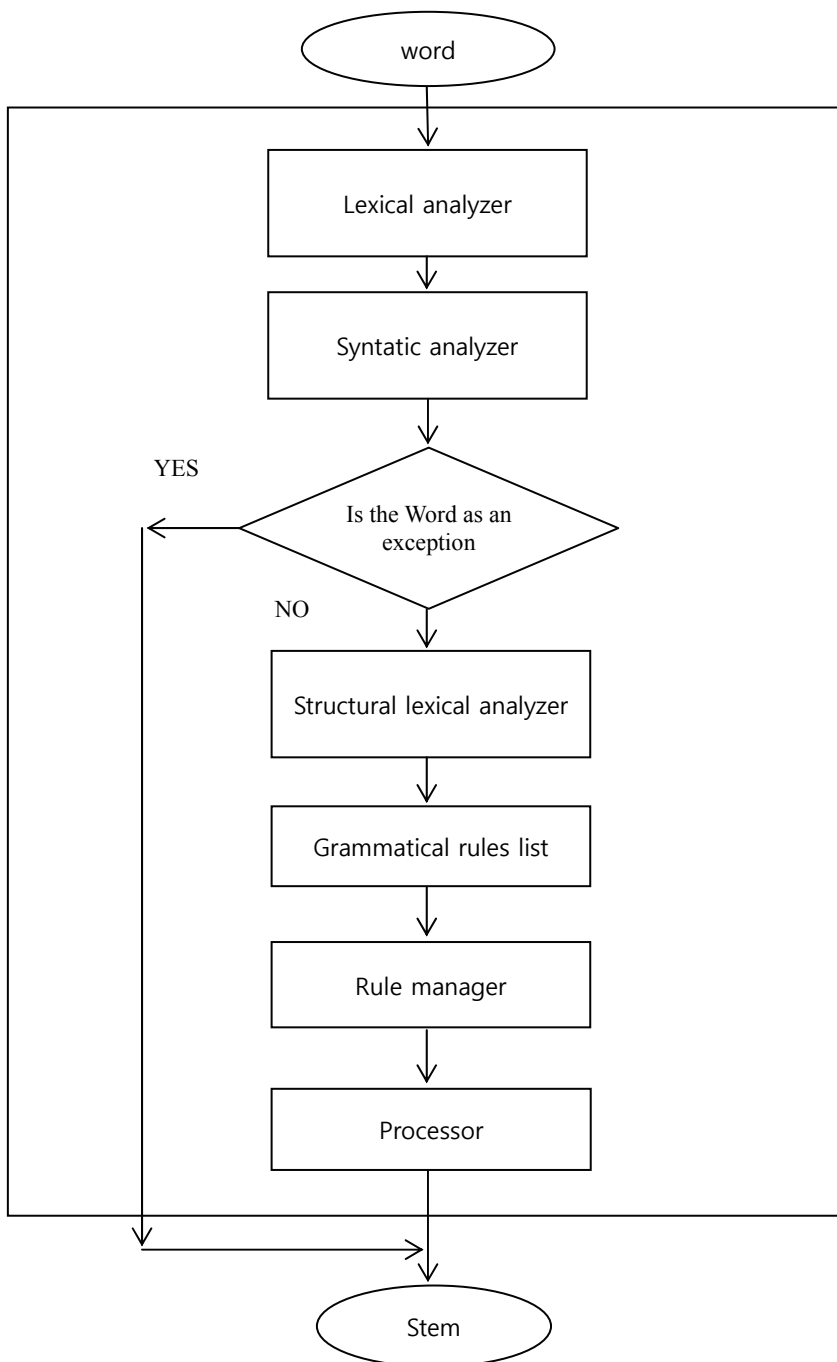 word
Lexical analyzer
Syntatic analyzer
YES
Is the Word as an
exception
NO
Structural lexical analyzer
Grammatical rules list
Rule manager
Processor
Stem